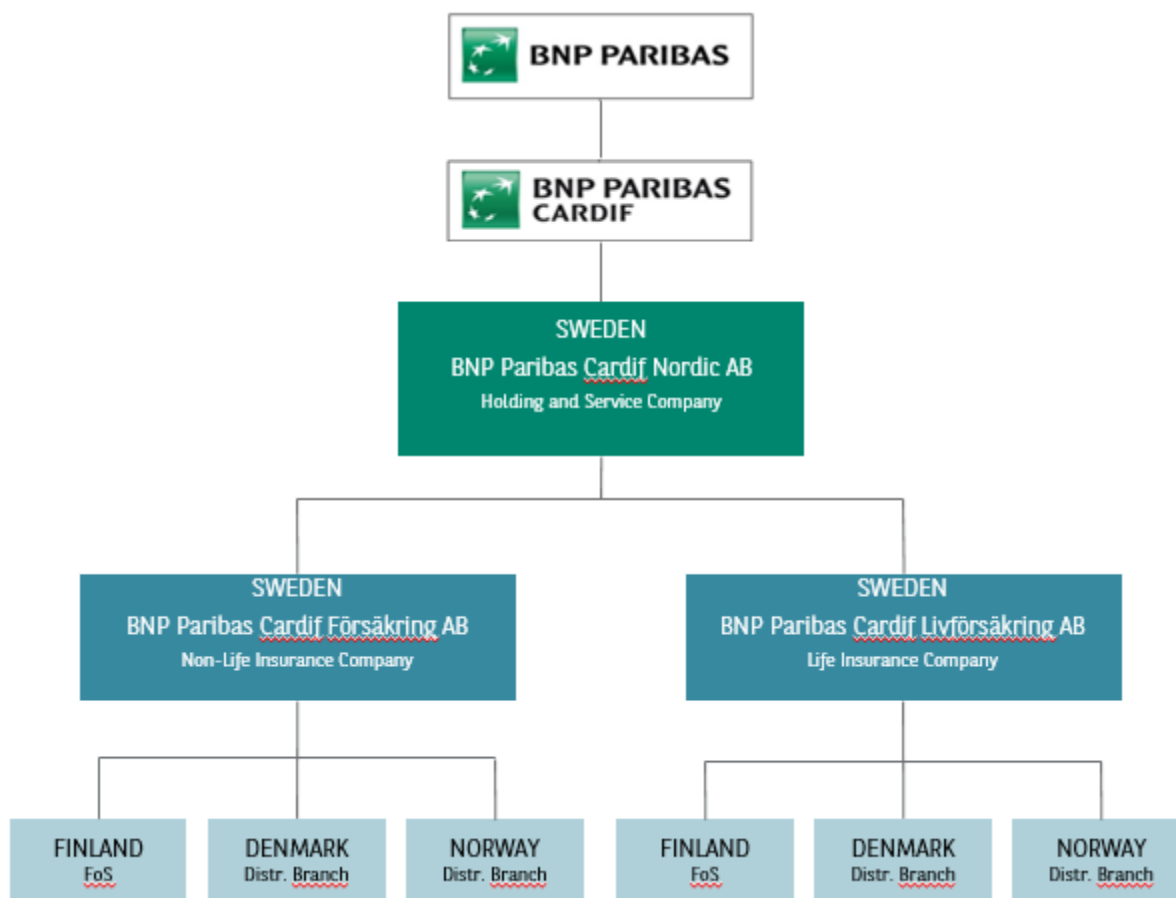 BNP PARIBAS
BNP PARIBAS
CARDIF
SWEDEN
BNP Paribas Cardif Nordic AB
Holding and Service Company
SWEDEN
BNP Paribas Cardif Försäkring AB
Non-Life Insurance Company
SWEDEN
BNP Paribas Cardif Livförsäkring AB
Life Insurance Company
FINLAND
FoS
DENMARK
Distr. Branch
NORWAY
Distr. Branch
FINLAND
FoS
DENMARK
Distr. Branch
NORWAY
Distr. Branch